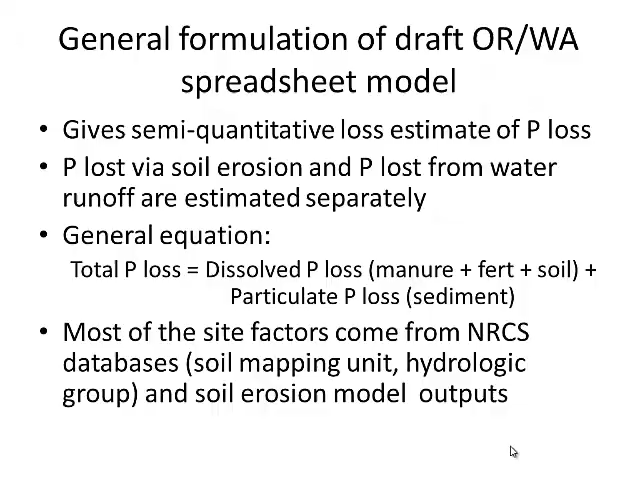 General formulation of draft OR/WA
spreadsheet model
• Gives semi-quantitative loss estimate of P loss
• P lost via soil erosion and P lost from water
runoff are estimated separately
• General equation:
Total P loss = Dissolved P loss (manure + fert + soil) +
Particulate P loss (sediment)
• Most of the site factors come from NRCS
databases (soil mapping unit, hydrologic
group) and soil erosion model  outputs